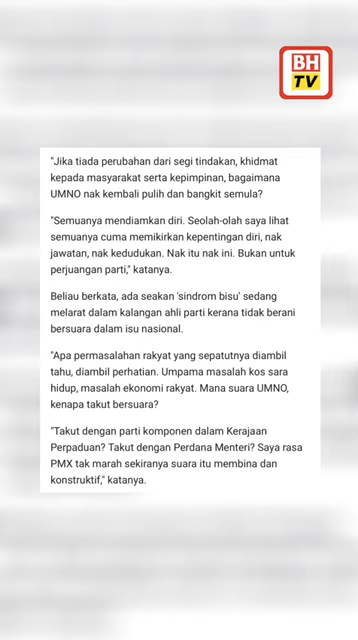 BH
TV
"Jika tiada perubahan dari segi tindakan, khidmat
kepada masyarakat serta kepimpinan, bagaimana
UMNO nak kembali pulih dan bangkit semula?
"Semuanya mendiamkan diri. Seolah-olah saya lihat
semuanya cuma memikirkan kepentingan diri, nak
jawatan, nak kedudukan. Nak itu nak ini. Bukan untuk
perjuangan parti," katanya.
Beliau berkata, ada seakan 'sindrom bisu' sedang
melarat dalam kalangan ahli parti kerana tidak berani
bersuara dalam isu nasional.
"Apa permasalahan rakyat yang sepatutnya diambil
tahu, diambil perhatian. Umpama masalah kos sara
hidup, masalah ekonomi rakyat. Mana suara UMNO,
kenapa takut bersuara?
"Takut dengan parti komponen dalam Kerajaan
Perpaduan? Takut dengan Perdana Menteri? Saya rasa
PMX tak marah sekiranya suara itu membina dan
konstruktif," katanya.